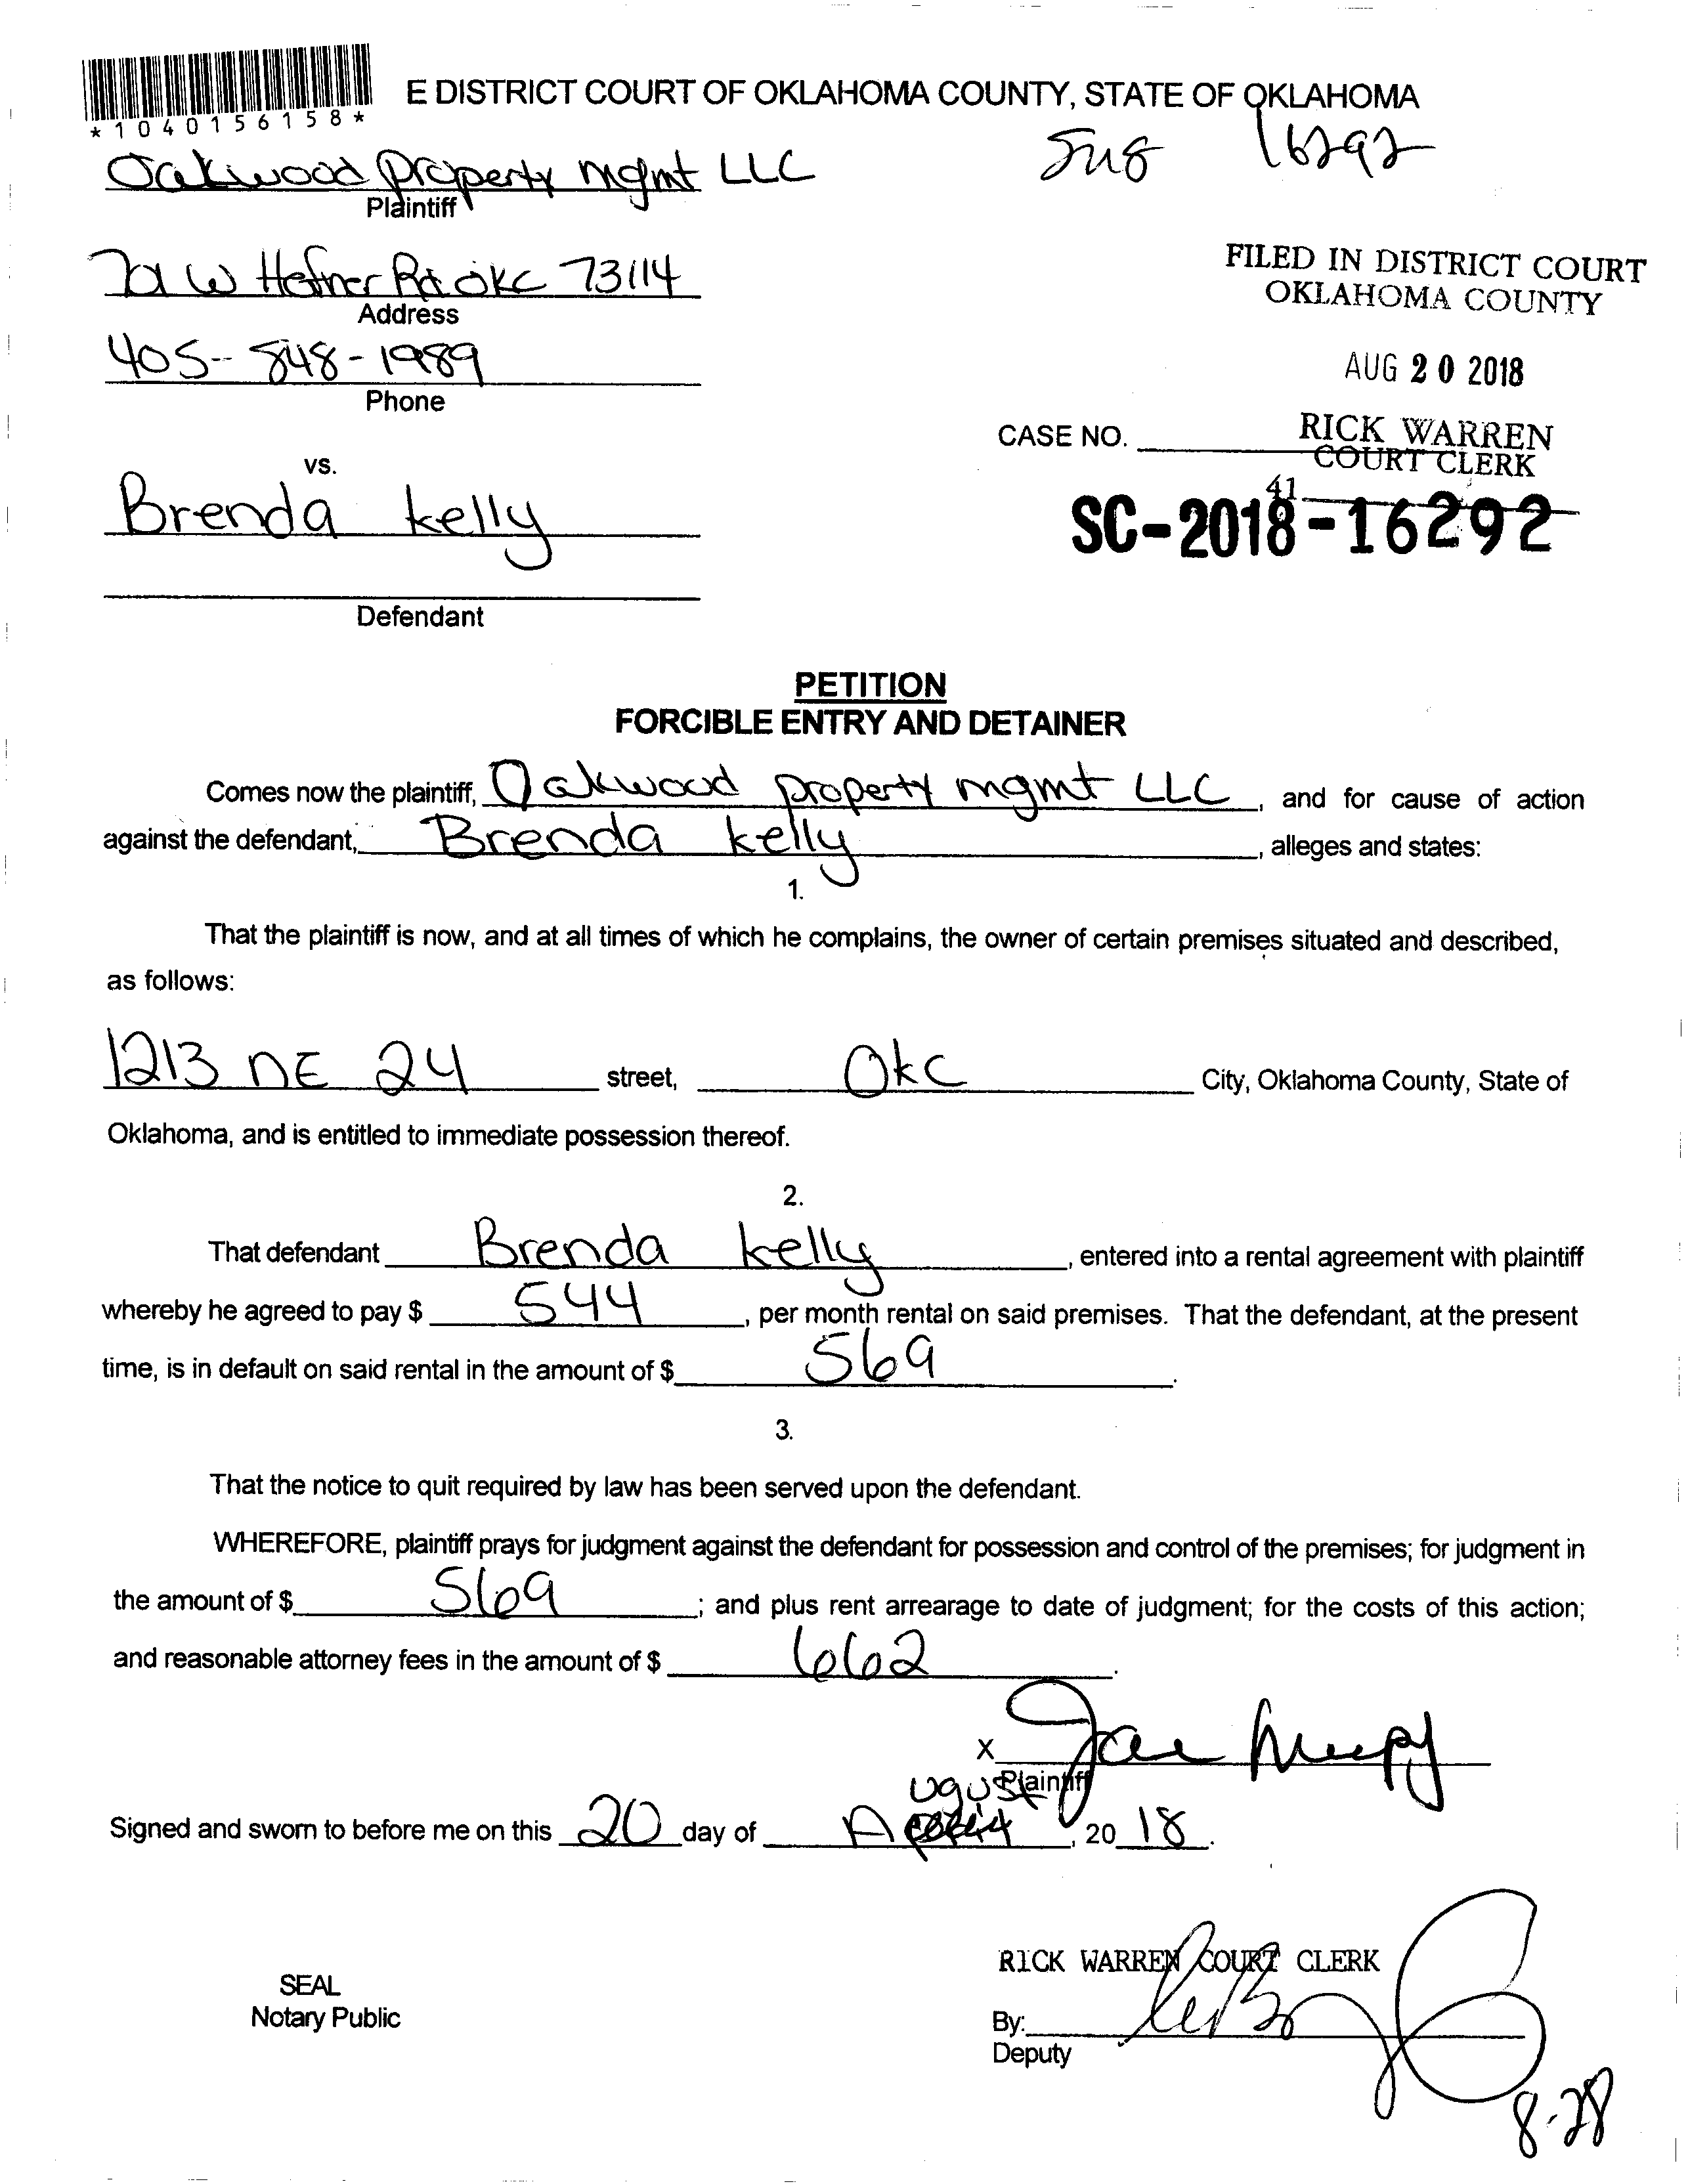 *1040156158*
E DISTRICT COURT OF OKLAHOMA COUNTY, STATE OF OKLAHOMA
16292
Oakwood Property mgmt LLC
Plaintiff
701 W Hefner Rd OKC 73114
Address
405-848-1989
Phone
FILED IN DISTRICT COURT
OKLAHOMA COUNTY
AUG 20 2018
RICK WARREN
COURT CLERK
41
CASE NO.
SC-2018-16292
vs.
Brenda kelly
Defendant
PETITION
FORCIBLE ENTRY AND DETAINER
Comes now the plaintiff, Oakwood property mgmt LLC, and for cause of action
against the defendant, Brenda kelly, alleges and states:
1.
That the plaintiff is now, and at all times of which he complains, the owner of certain premises situated and described,
as follows:
1213 NE 24 street, OKC City, Oklahoma County, State of
Oklahoma, and is entitled to immediate possession thereof.
2.
That defendant Brenda kelly, entered into a rental agreement with plaintiff
whereby he agreed to pay $ 544, per month rental on said premises. That the defendant, at the present
time, is in default on said rental in the amount of $ 569.
3.
That the notice to quit required by law has been served upon the defendant.
WHEREFORE, plaintiff prays for judgment against the defendant for possession and control of the premises; for judgment in
the amount of $ 569; and plus rent arrearage to date of judgment; for the costs of this action;
and reasonable attorney fees in the amount of $ 662.
X
Plaintiff
Signed and sworn to before me on this 20 day of August, 20 18.
RICK WARREN COURT CLERK
SEAL
Notary Public
By:
Deputy
8-28